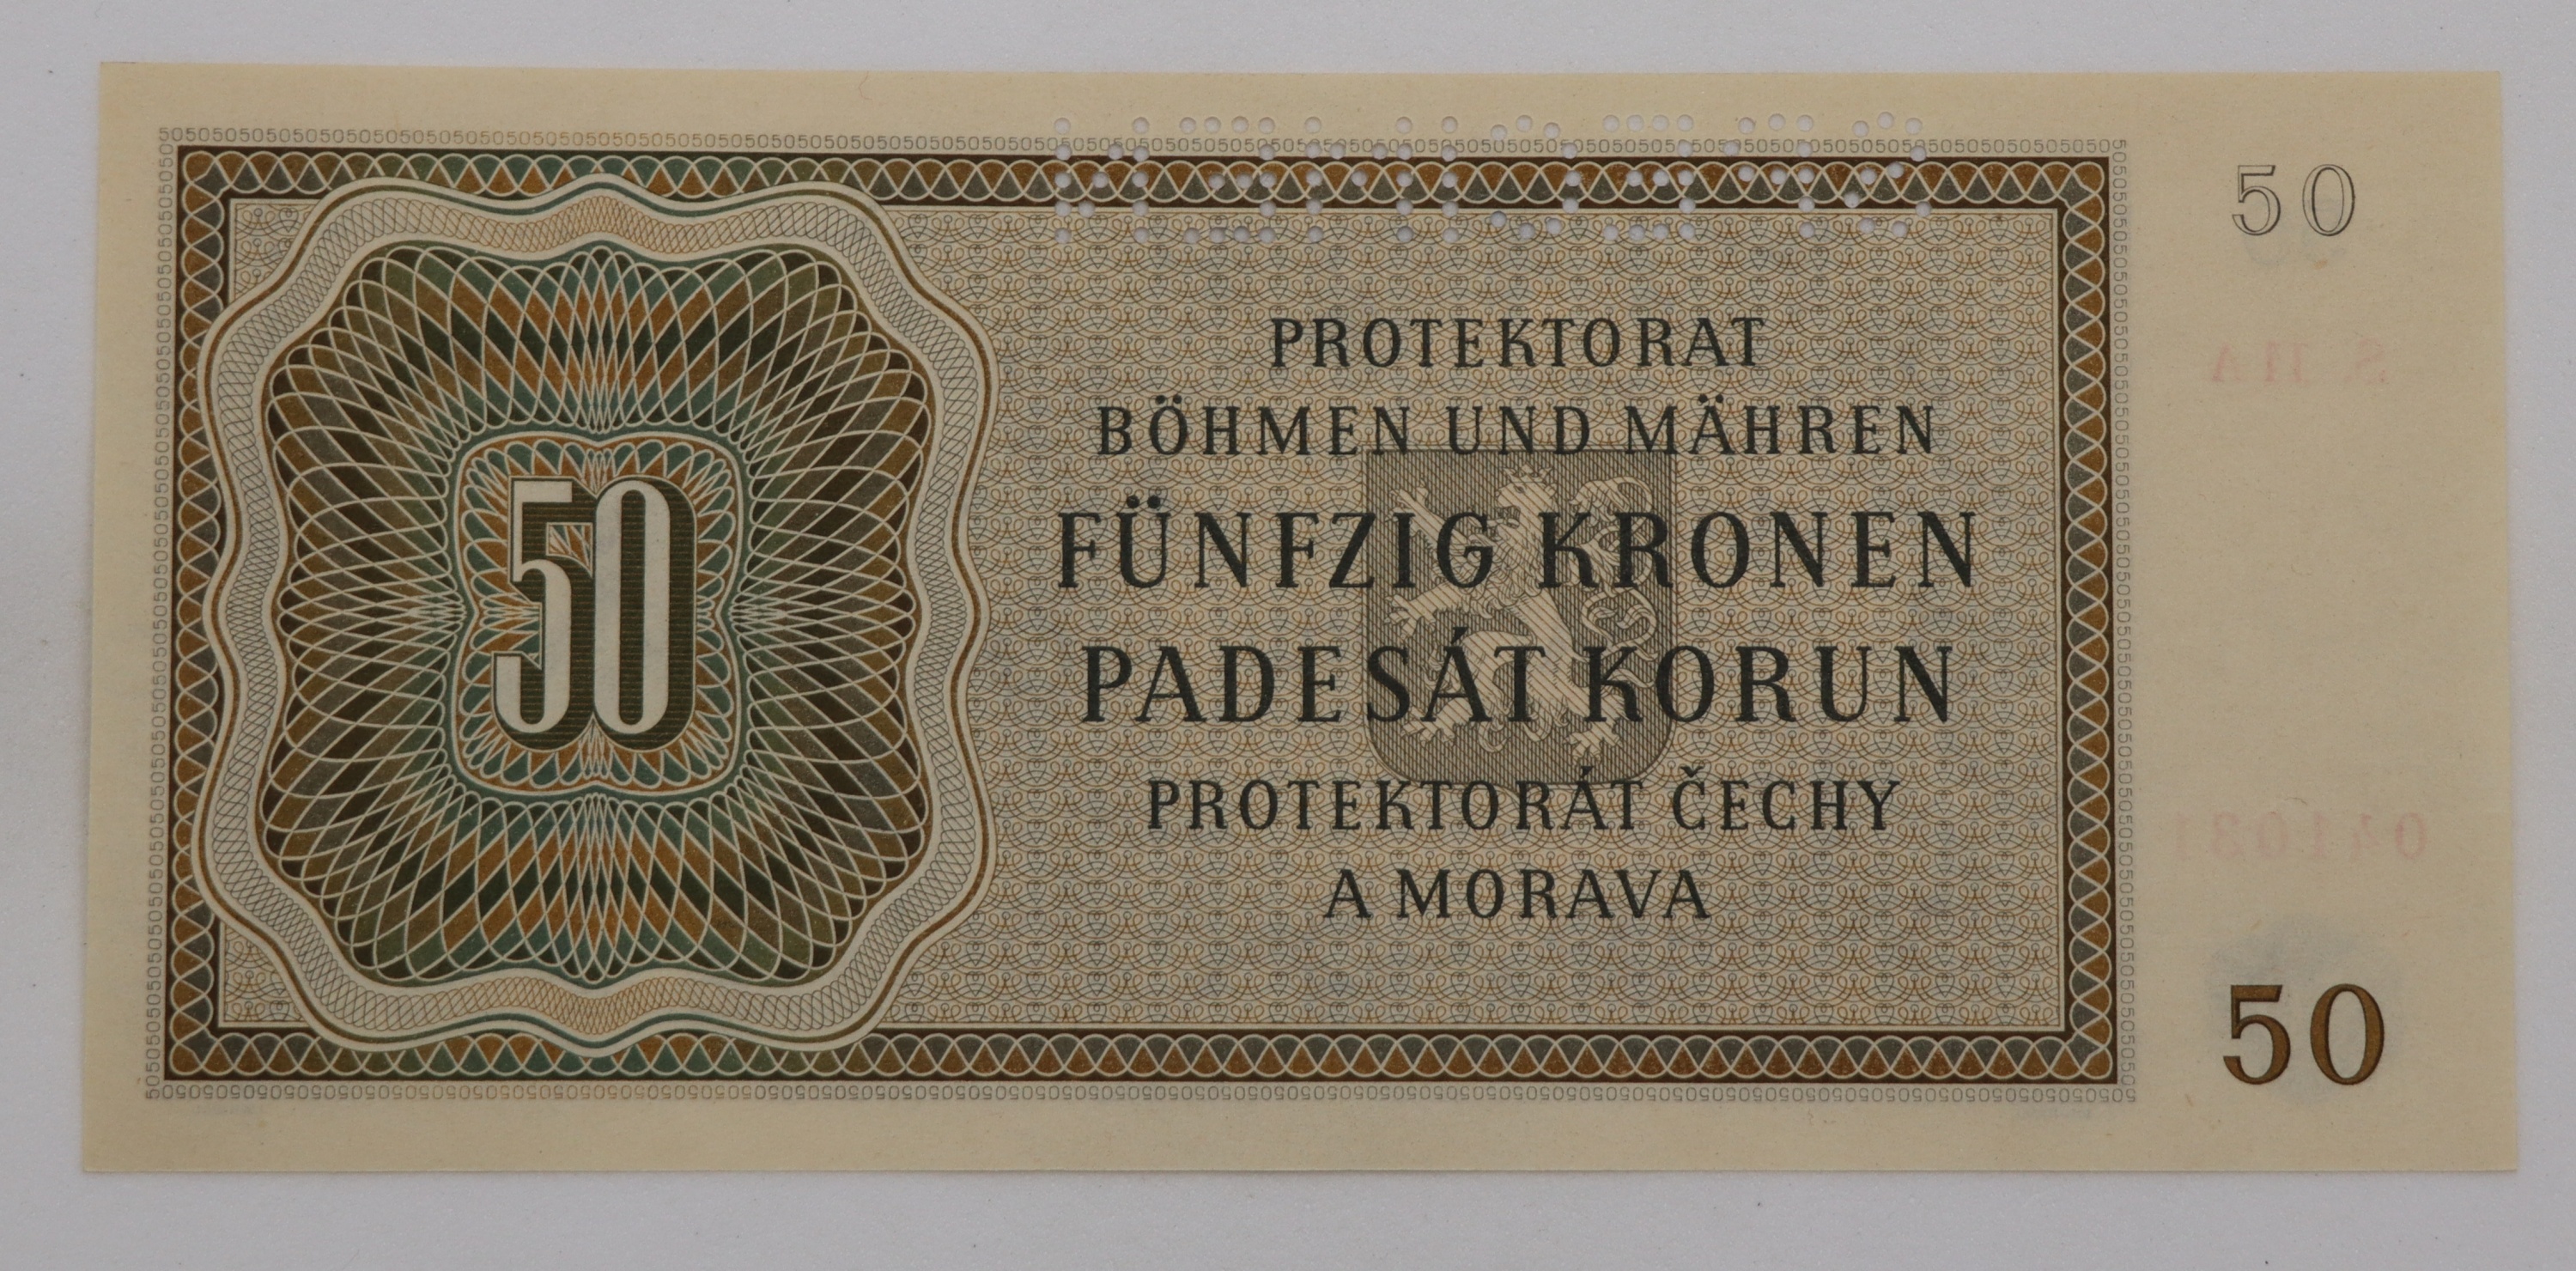 50
PROTEKTORAT
BÖHMEN UND MÄHREN
FÜNFZIG KRONEN
PADESÁT KORUN
PROTEKTORÁT ČECHY
A MORAVA
50
50